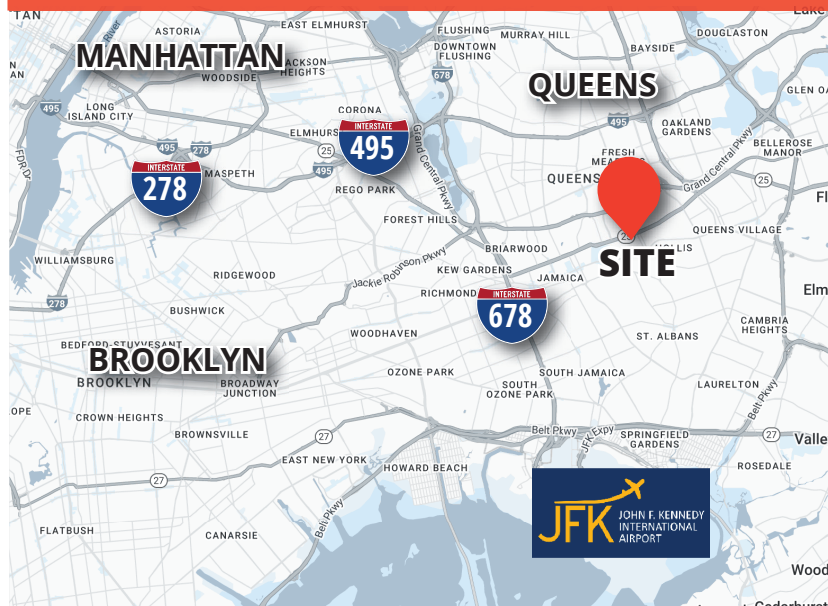 TAN
ASTORIA
EAST ELMHURST
FLUSHING
MURRAY HILL
DOUGLASTON
DOWNTOWN
FLUSHING
BAYSIDE
MANHATTAN
JACKSON
HEIGHTS
WOODSIDE
678
QUEENS
GLEN OA
495
LONG
ISLAND CITY
CORONA
ELMHURS
INTERSTATE
495
Grand Central Pkwy
495
OAKLAND
GARDENS
Grand Central Pkwy
BELLEROSE
MANOR
495
278
25
FRESH
MEA
FDR Dr
INTERSTATE
278
MASPETH
495
REGO PARK
QUEENS
25
FOREST HILLS
25
HOLLIS
QUEENS VILLAGE
Fl
WILLIAMSBURG
RIDGEWOOD
Jackie Robinson Pkwy
BRIARWOOD
KEW GARDENS
JAMAICA
SITE
278
RICHMOND
INTERSTATE
678
Elm
BUSHWICK
WOODHAVEN
ST. ALBANS
CAMBRIA
HEIGHTS
BEDFORD-STUYVESANT
BROOKLYN
BROOKLYN
BROADWAY
JUNCTION
OZONE PARK
SOUTH
OZONE PARK
SOUTH JAMAICA
LAURELTON
Belt Pkwy
OPE
CROWN HEIGHTS
BROWNSVILLE
27
Belt Pkwy
JFK Expy
SPRINGFIELD
GARDENS
27
Valle
EAST NEW YORK
HOWARD BEACH
ROSEDALE
27
Belt Pkwy
JFK
JOHN F. KENNEDY
INTERNATIONAL
AIRPORT
FLATBUSH
CANARSIE
Wood